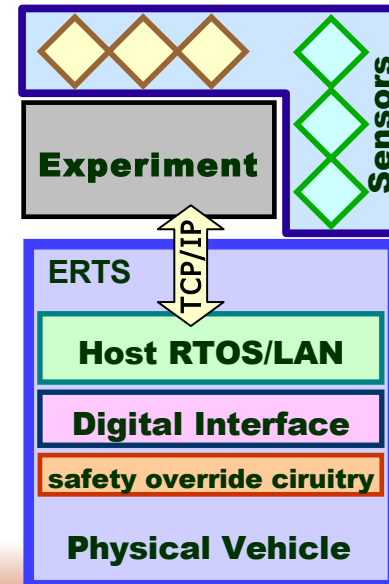 Sensors
Experiment
TCP/IP
ERTS
Host RTOS/LAN
Digital Interface
safety override ciruitry
Physical Vehicle